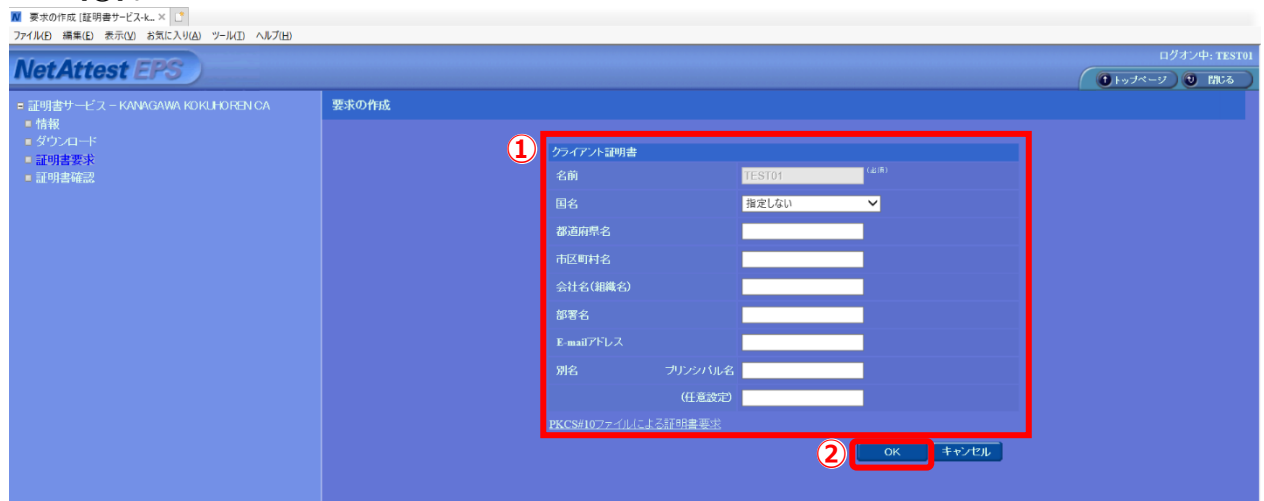 要求の作成 [証明書サービス-k...
ファイル(F) 編集(E) 表示(V) お気に入り(A) ツール(T) ヘルプ(H)
NetAttest EPS
ログオン中: TEST01
トップページ 閉じる
証明書サービス − KANAGAWA KOKUHOREN CA
情報
ダウンロード
証明書要求
証明書確認
要求の作成
①
クライアント証明書
名前 TEST01 (必須)
国名 指定しない
都道府県名
市区町村名
会社名(組織名)
部署名
E-mailアドレス
別名 プリンシパル名
(任意設定)
PKCS#10ファイルによる証明書要求
② OK キャンセル